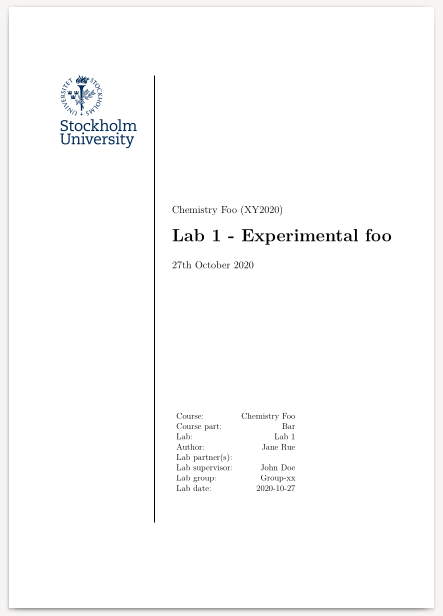 STOCKHOLMS UNIVERSITET
Stockholm
University
Chemistry Foo (XY2020)
Lab 1 - Experimental foo
27th October 2020
Course: Chemistry Foo
Course part: Bar
Lab: Lab 1
Author: Jane Rue
Lab partner(s):
Lab supervisor: John Doe
Lab group: Group-xx
Lab date: 2020-10-27